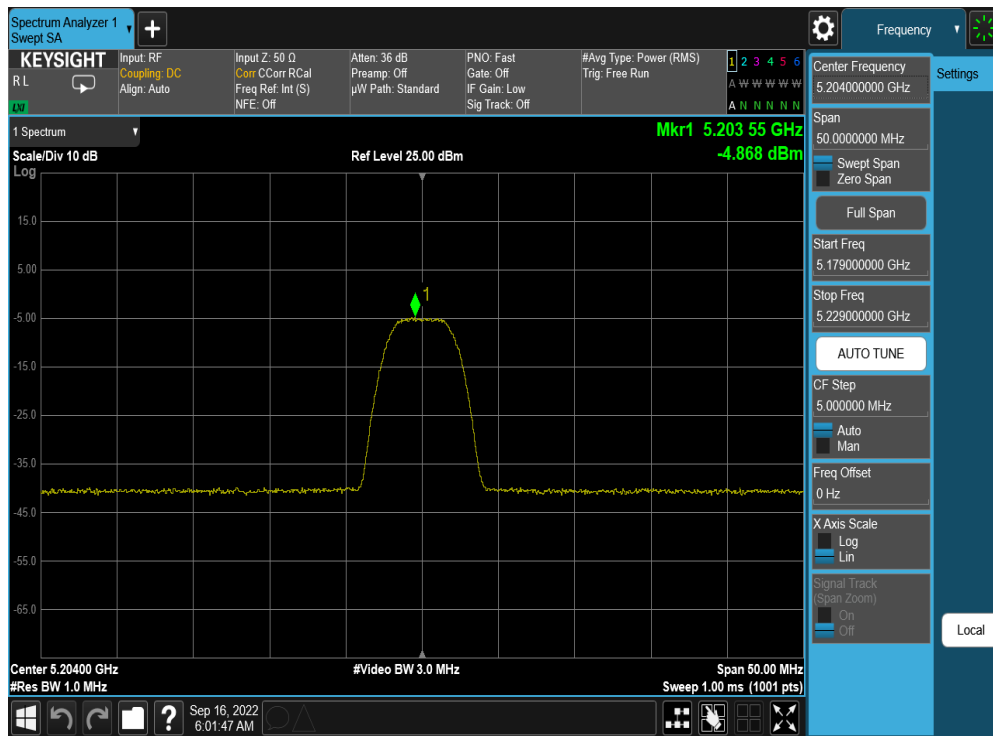 Spectrum Analyzer 1
Swept SA
+
Frequency
KEYSIGHT
R L
LXI
Input: RF
Coupling: DC
Align: Auto
Input Z: 50 Ω
Corr CCorr RCal
Freq Ref: Int (S)
NFE: Off
Atten: 36 dB
Preamp: Off
µW Path: Standard
PNO: Fast
Gate: Off
IF Gain: Low
Sig Track: Off
#Avg Type: Power (RMS)
Trig: Free Run
1 2 3 4 5 6
A W W W W W
A N N N N N
1 Spectrum
Mkr1 5.203 55 GHz
-4.868 dBm
Scale/Div 10 dB
Ref Level 25.00 dBm
Log
15.0
5.00
-5.00
-15.0
-25.0
-35.0
-45.0
-55.0
-65.0
1
Center 5.20400 GHz
#Video BW 3.0 MHz
Span 50.00 MHz
#Res BW 1.0 MHz
Sweep 1.00 ms (1001 pts)
?
Sep 16, 2022
6:01:47 AM
Center Frequency
5.204000000 GHz
Settings
Span
50.0000000 MHz
Swept Span
Zero Span
Full Span
Start Freq
5.179000000 GHz
Stop Freq
5.229000000 GHz
AUTO TUNE
CF Step
5.000000 MHz
Auto
Man
Freq Offset
0 Hz
X Axis Scale
Log
Lin
Signal Track
(Span Zoom)
On
Off
Local